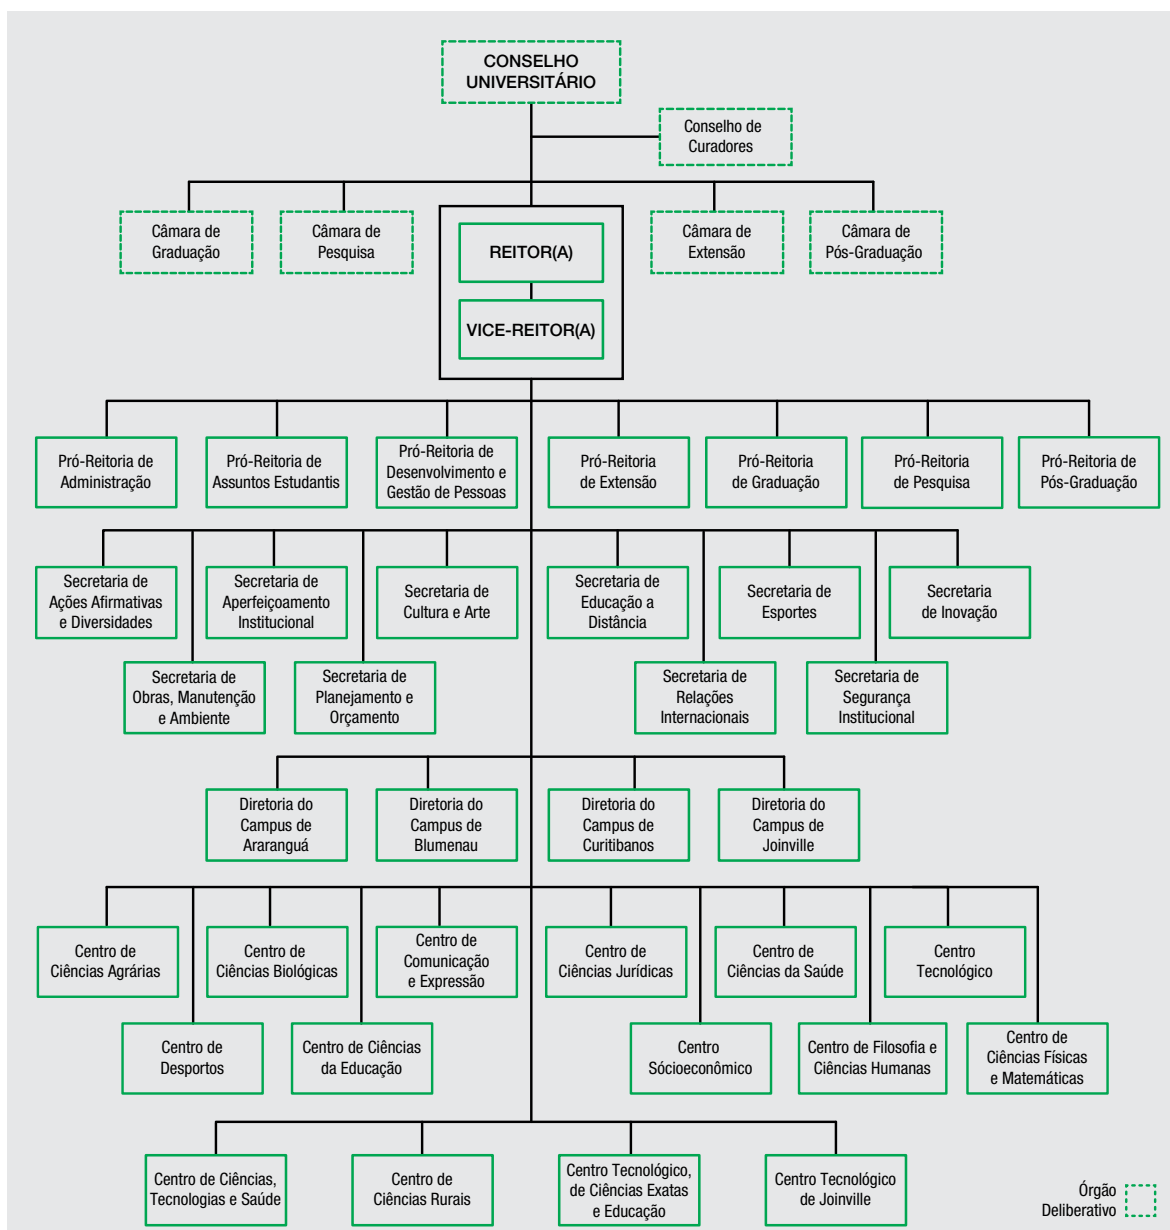 CONSELHO
UNIVERSITÁRIO
Conselho de
Curadores
Câmara de
Graduação
Câmara de
Pesquisa
Câmara de
Extensão
Câmara de
Pós-Graduação
REITOR(A)
VICE-REITOR(A)
Pró-Reitoria de
Administração
Pró-Reitoria de
Assuntos Estudantis
Pró-Reitoria de
Desenvolvimento e
Gestão de Pessoas
Pró-Reitoria
de Extensão
Pró-Reitoria
de Graduação
Pró-Reitoria
de Pesquisa
Pró-Reitoria de
Pós-Graduação
Secretaria de
Ações Afirmativas
e Diversidades
Secretaria de
Aperfeiçoamento
Institucional
Secretaria de
Cultura e Arte
Secretaria de
Educação a
Distância
Secretaria de
Esportes
Secretaria
de Inovação
Secretaria de
Obras, Manutenção
e Ambiente
Secretaria de
Planejamento e
Orçamento
Secretaria de
Relações
Internacionais
Secretaria de
Segurança
Institucional
Diretoria do
Campus de
Araranguá
Diretoria do
Campus de
Blumenau
Diretoria do
Campus de
Curitibanos
Diretoria do
Campus de
Joinville
Centro de
Ciências Agrárias
Centro de
Ciências Biológicas
Centro de
Comunicação
e Expressão
Centro de
Ciências Jurídicas
Centro de
Ciências da Saúde
Centro
Tecnológico
Centro de
Desportos
Centro de Ciências
da Educação
Centro
Sócioeconômico
Centro de Filosofia e
Ciências Humanas
Centro de
Ciências Físicas
e Matemáticas
Centro de Ciências,
Tecnologias e Saúde
Centro de
Ciências Rurais
Centro Tecnológico,
de Ciências Exatas
e Educação
Centro Tecnológico
de Joinville
Órgão
Deliberativo